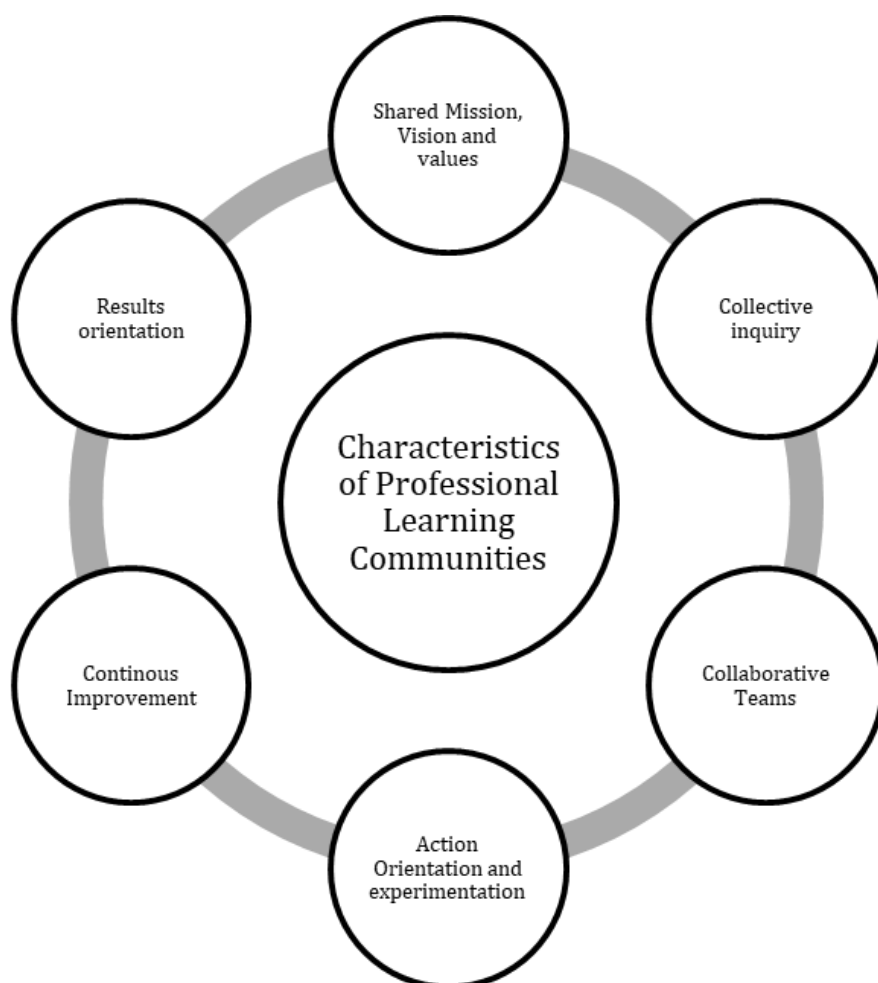 Shared Mission,
Vision and
values
Collective
inquiry
Collaborative
Teams
Action
Orientation and
experimentation
Continous
Improvement
Results
orientation
Characteristics
of Professional
Learning
Communities